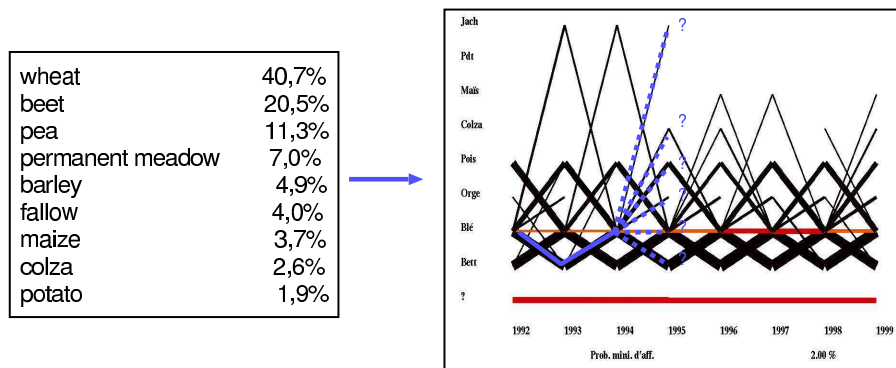 wheat 40,7%
beet 20,5%
pea 11,3%
permanent meadow 7,0%
barley 4,9%
fallow 4,0%
maize 3,7%
colza 2,6%
potato 1,9%
Jach ?
Pdt
Maïs
Colza ?
Pois ?
Orge ?
Blé ?
Bett ?
?
1992 1993 1994 1995 1996 1997 1998 1999
Prob. mini. d'aff. 2.00 %